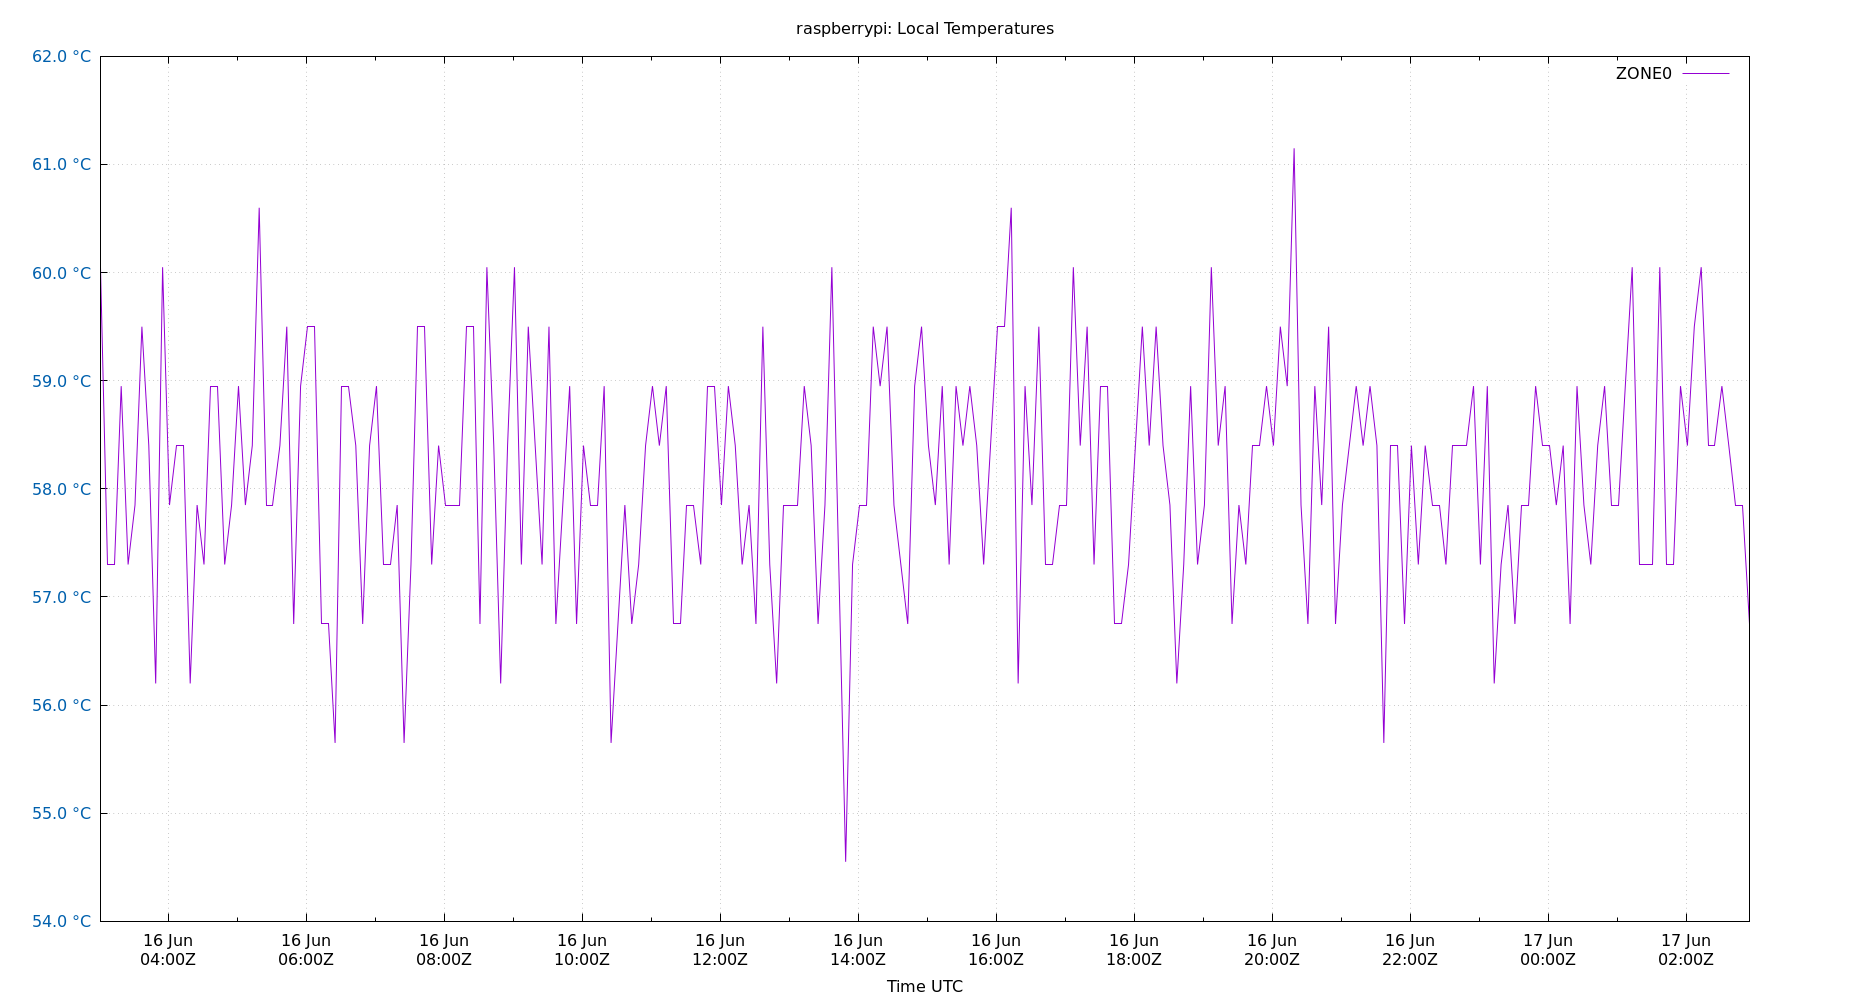 raspberrypi: Local Temperatures
62.0 °C
ZONE0
61.0 °C
60.0 °C
59.0 °C
58.0 °C
57.0 °C
56.0 °C
55.0 °C
54.0 °C
16 Jun 16 Jun 16 Jun 16 Jun 16 Jun 16 Jun 16 Jun 16 Jun 16 Jun 16 Jun 17 Jun 17 Jun
04:00Z 06:00Z 08:00Z 10:00Z 12:00Z 14:00Z 16:00Z 18:00Z 20:00Z 22:00Z 00:00Z 02:00Z
Time UTC